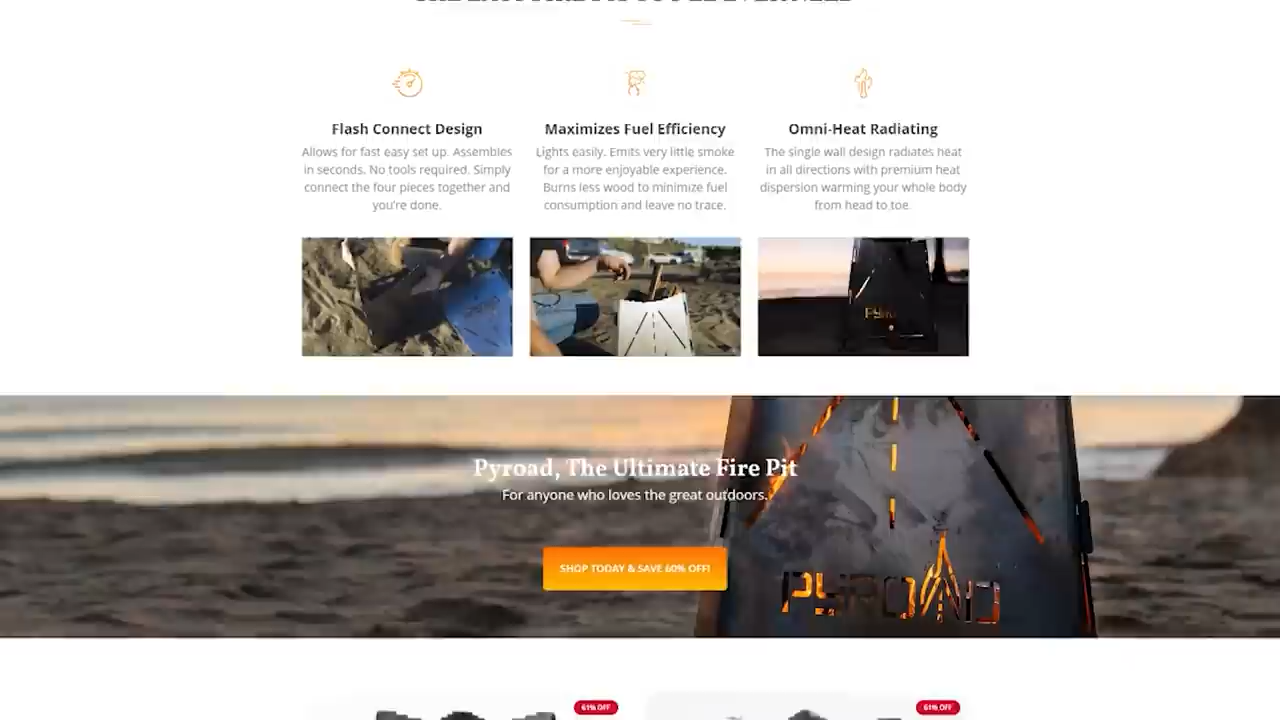 Flash Connect Design
Maximizes Fuel Efficiency
Omni-Heat Radiating
Allows for fast easy set up. Assembles
in seconds. No tools required. Simply
connect the four pieces together and
you're done.
Lights easily. Emits very little smoke
for a more enjoyable experience.
Burns less wood to minimize fuel
consumption and leave no trace.
The single wall design radiates heat
in all directions with premium heat
dispersion warming your whole body
from head to toe.
Pyroad, The Ultimate Fire Pit
For anyone who loves the great outdoors.
SHOP TODAY & SAVE 60% OFF!
PYROAD
61% OFF
61% OFF